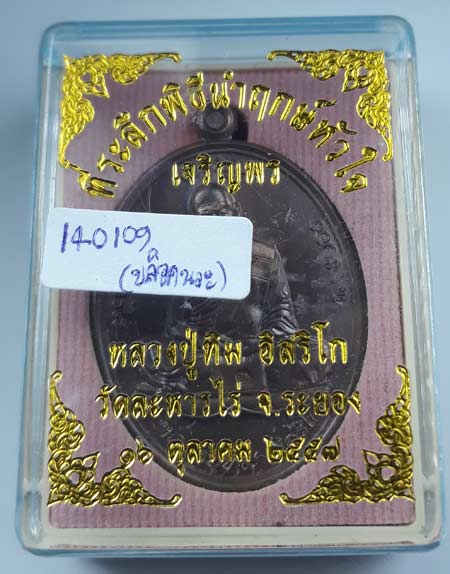 ที่ระลึกพิธีนำฤกษ์หัวใจ
เจริญพร
140109
(บล็อคนวะ)
หลวงปู่ทิม อิสริโก
วัดละหารไร่ จ.ระยอง
๑๖ ตุลาคม ๒๕๕๗